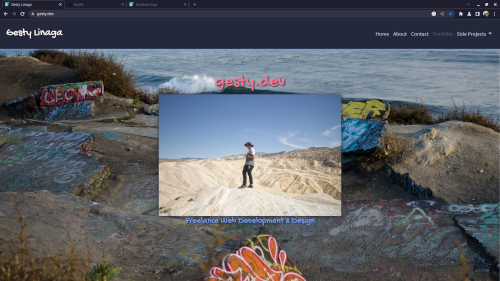 Gesty Linaga
gesty.dev
Gesty Linaga
Home About Contact Portfolio Side Projects
gesty.dev
Freelance Web Development & Design